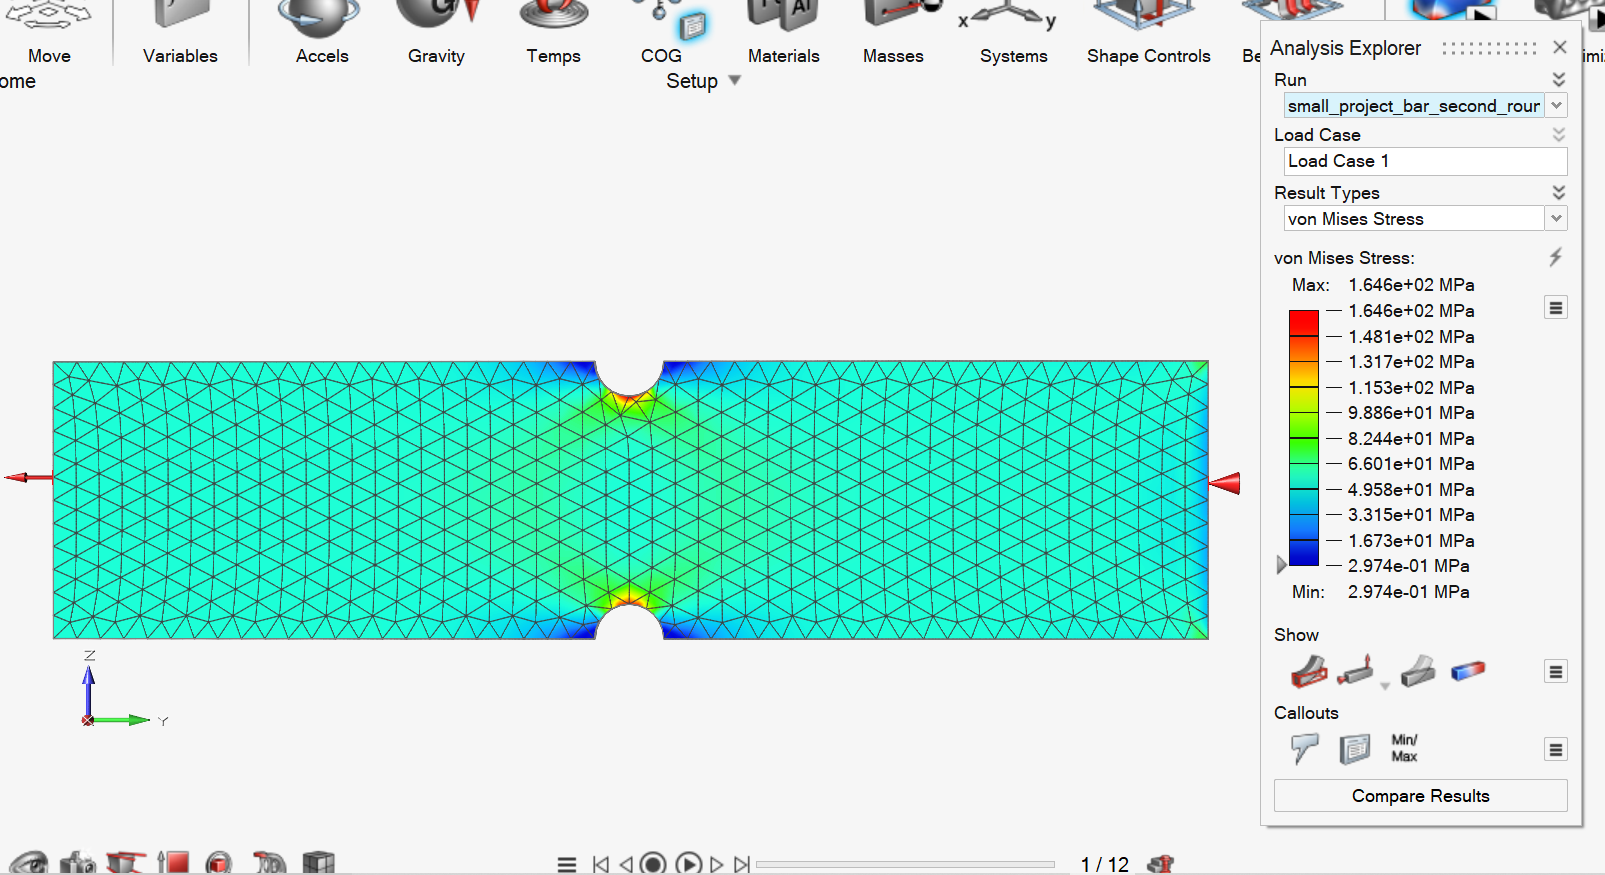 Move Variables Accels Gravity Temps COG Materials Masses Systems Shape Controls Be
ome
Setup
Analysis Explorer
Run
small_project_bar_second_rour
Load Case
Load Case 1
Result Types
von Mises Stress
von Mises Stress:
Max: 1.646e+02 MPa
1.646e+02 MPa
1.481e+02 MPa
1.317e+02 MPa
1.153e+02 MPa
9.886e+01 MPa
8.244e+01 MPa
6.601e+01 MPa
4.958e+01 MPa
3.315e+01 MPa
1.673e+01 MPa
2.974e-01 MPa
Min: 2.974e-01 MPa
Show
Callouts
Min/
Max
Compare Results
x y
Z
Y
1 / 12